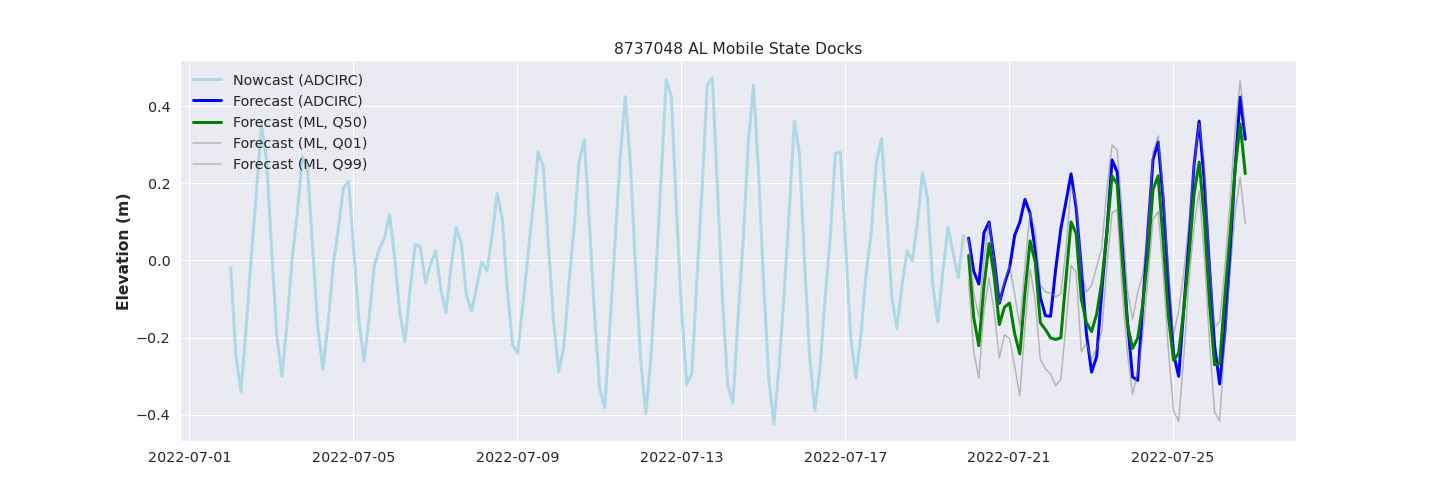 8737048 AL Mobile State Docks
Nowcast (ADCIRC)
Forecast (ADCIRC)
Forecast (ML, Q50)
Forecast (ML, Q01)
Forecast (ML, Q99)
Elevation (m)
0.4
0.2
0.0
−0.2
−0.4
2022-07-01
2022-07-05
2022-07-09
2022-07-13
2022-07-17
2022-07-21
2022-07-25